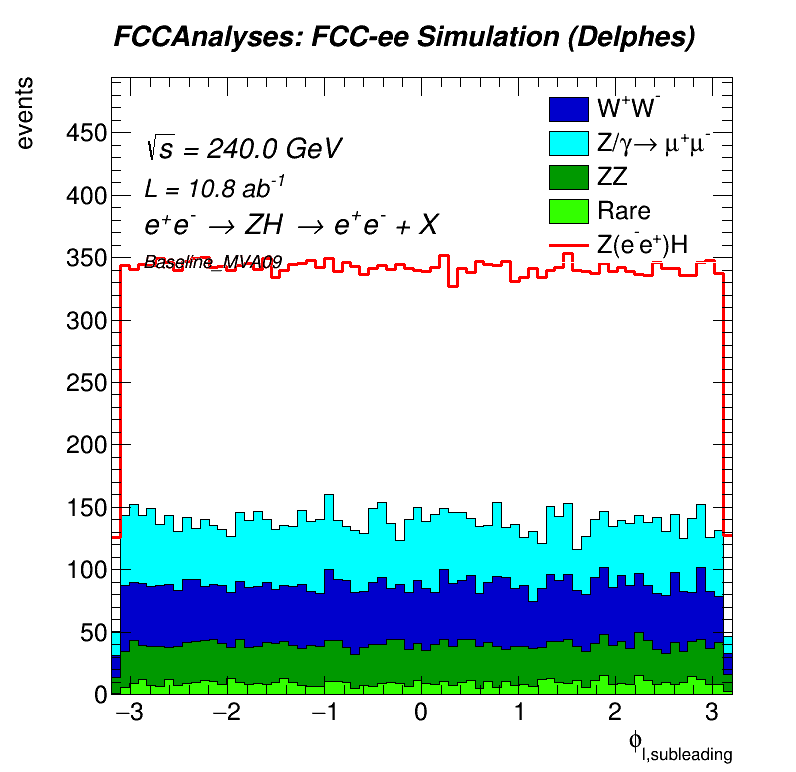 FCCAnalyses: FCC-ee Simulation (Delphes)
events
√s = 240.0 GeV
L = 10.8 ab⁻¹
e⁺e⁻ → ZH → e⁺e⁻ + X
Baseline_MVA09
W⁺W⁻
Z/γ→ μ⁺μ⁻
ZZ
Rare
Z(e⁻e⁺)H
450
400
350
300
250
200
150
100
50
0
−3 −2 −1 0 1 2 3
ϕ l,subleading